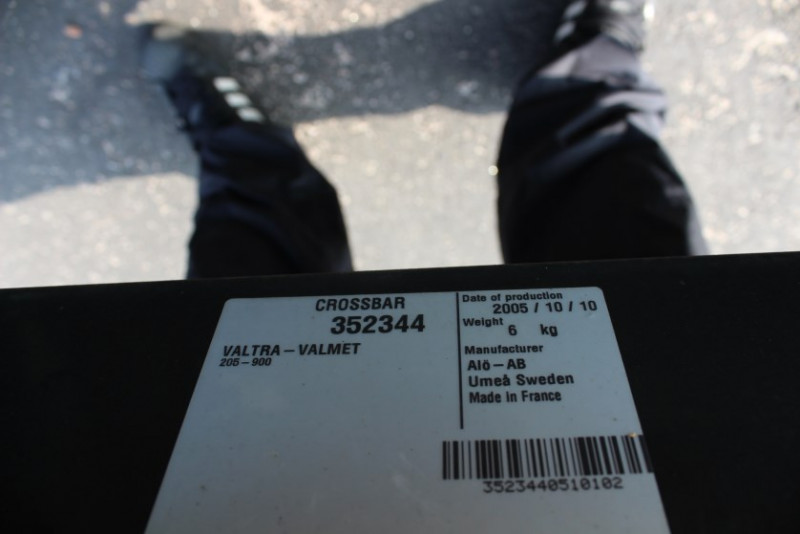 CROSSBAR
352344
VALTRA-VALMET
205-900
Date of production
2005 / 10 / 10
Weight 6 kg
Manufacturer
Alö-AB
Umeå Sweden
Made in France
3523440510102